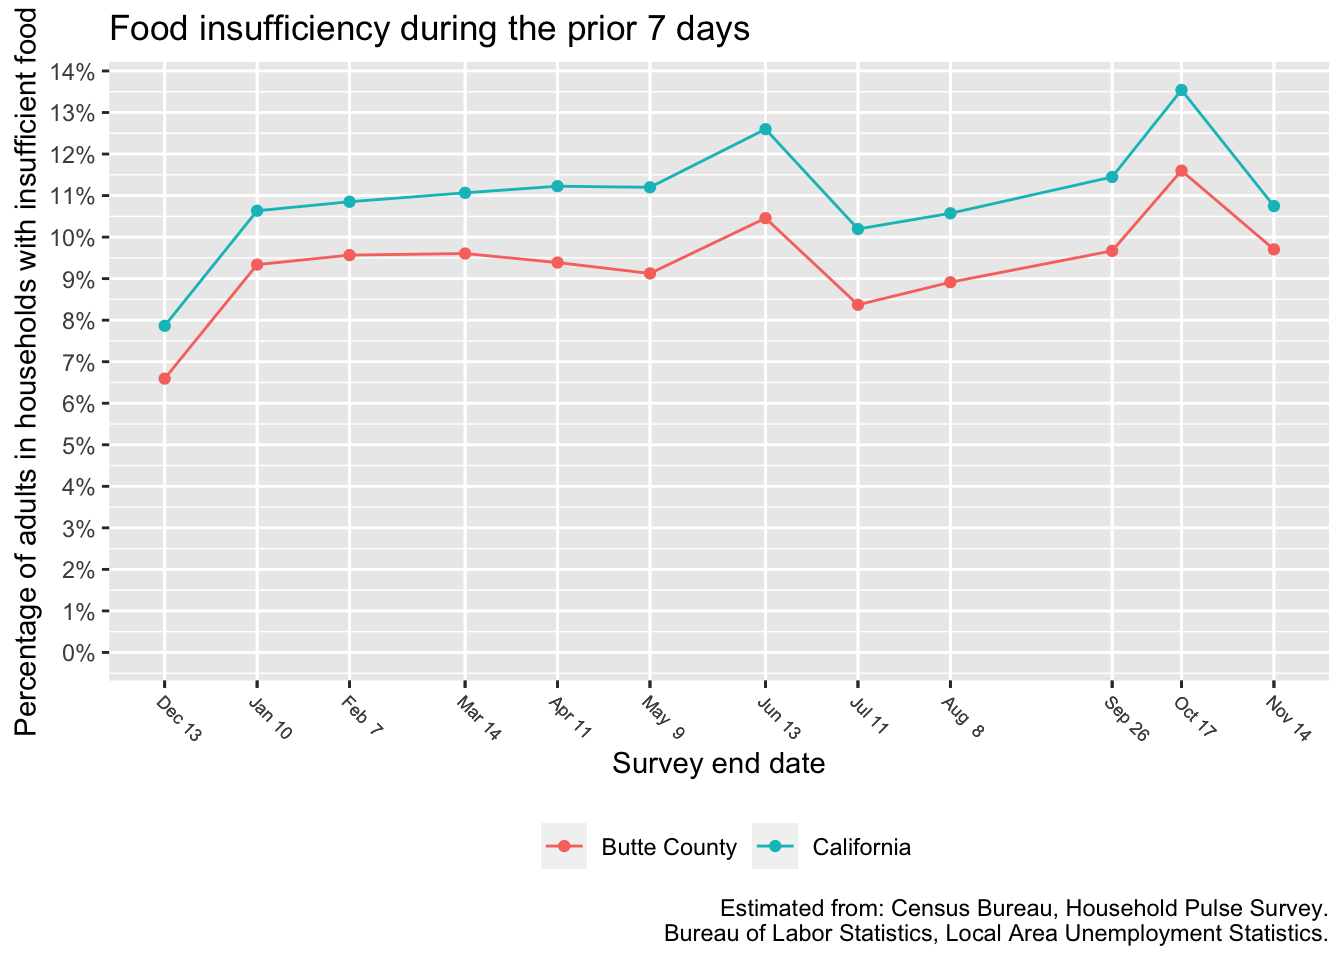 Food insufficiency during the prior 7 days
Percentage of adults in households with insufficient food
14%
13%
12%
11%
10%
9%
8%
7%
6%
5%
4%
3%
2%
1%
0%
Dec 13
Jan 10
Feb 7
Mar 14
Apr 11
May 9
Jun 13
Jul 11
Aug 8
Sep 26
Oct 17
Nov 14
Survey end date
Butte County
California
Estimated from: Census Bureau, Household Pulse Survey.
Bureau of Labor Statistics, Local Area Unemployment Statistics.